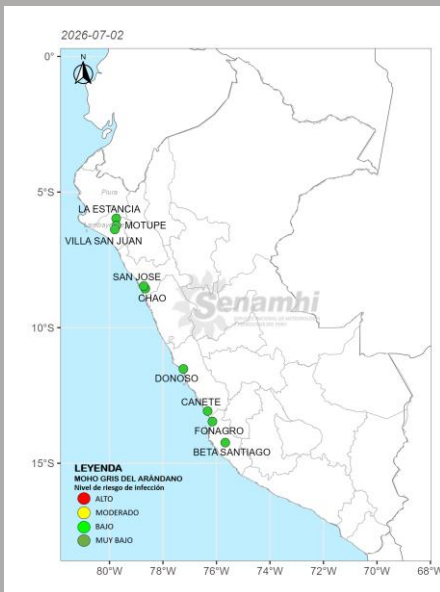 2026-07-02
N
0°
5°S
10°S
15°S
Piura
LA ESTANCIA
MOTUPE
VILLA SAN JUAN
SAN JOSE
CHAO
Senamhi
DONOSO
CANETE
FONAGRO
BETA SANTIAGO
LEYENDA
MOHO GRIS DEL ARÁNDANO
Nivel de riesgo de infección
ALTO
MODERADO
BAJO
MUY BAJO
80°W 78°W 76°W 74°W 72°W 70°W 68°W